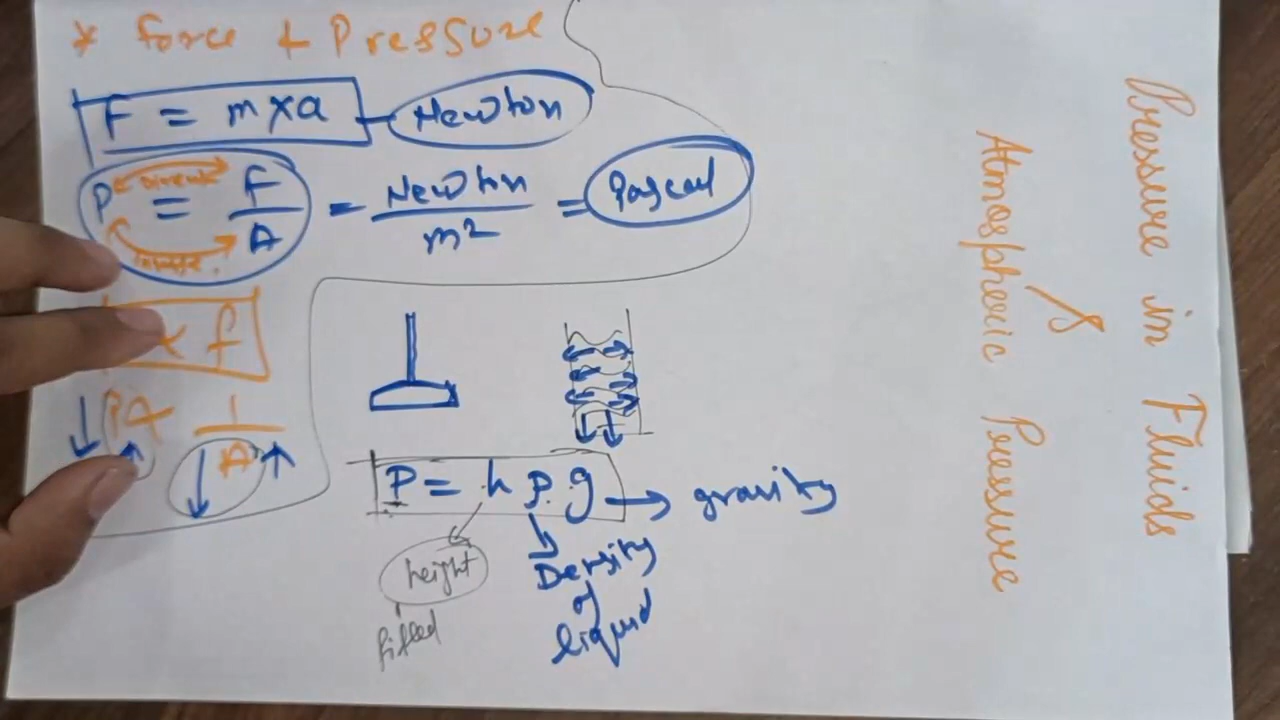 * Force & Pressure
F = m x a - Newton
P = F/A = Newton/m² = Pascal
Direct
Inverse
∝ f
P ∝ 1/A
P = h ρ g → gravity
height
filled
Density
of
liquid
Pressure in Fluids
&
Atmospheric Pressure